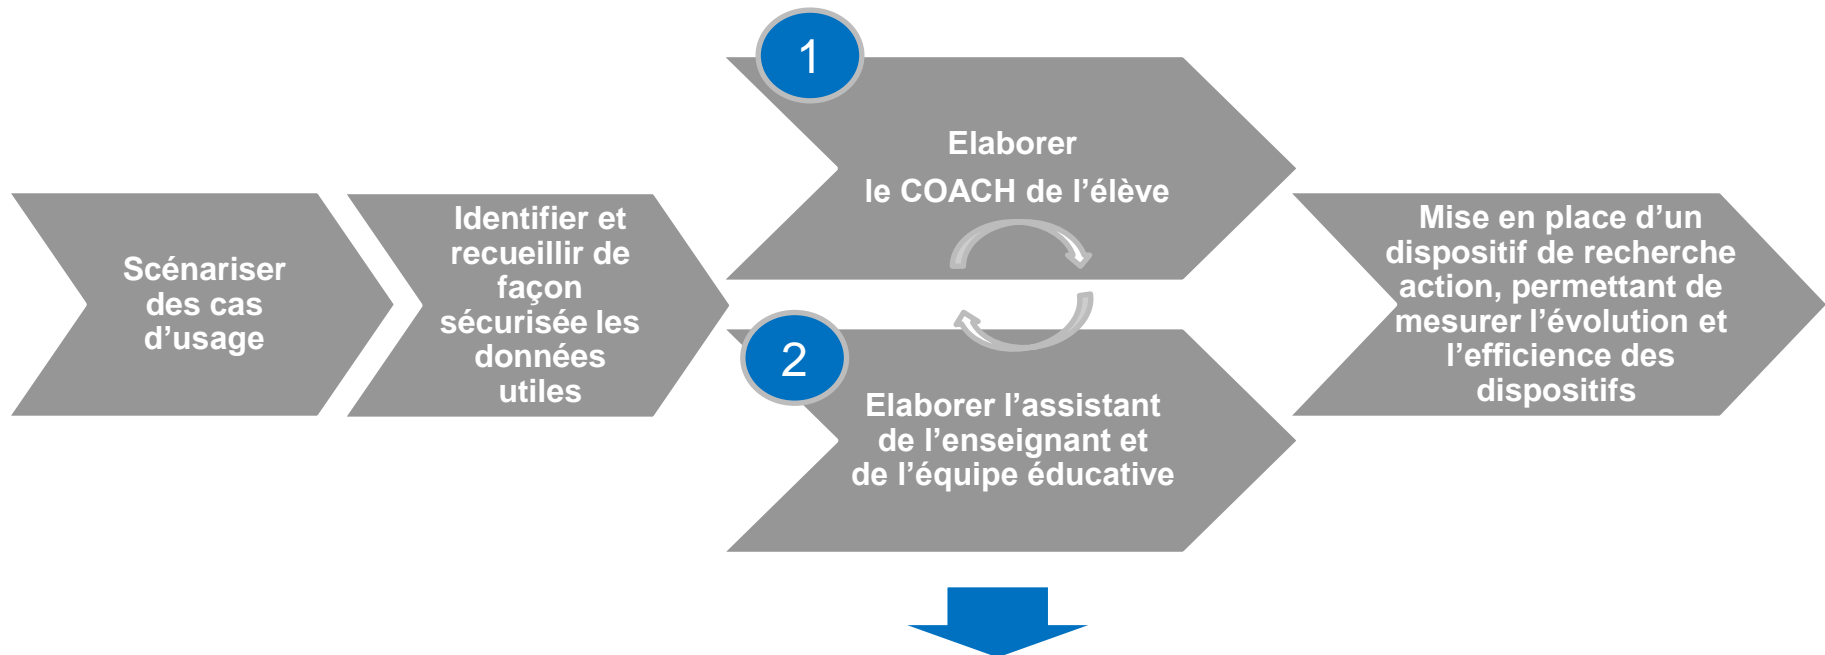 Scénariser
des cas
d’usage
Identifier et
recueillir de
façon
sécurisée les
données
utiles
1
Elaborer
le COACH de l’élève
2
Elaborer l’assistant
de l’enseignant et
de l’équipe éducative
Mise en place d’un
dispositif de recherche
action, permettant de
mesurer l’évolution et
l’efficience des
dispositifs